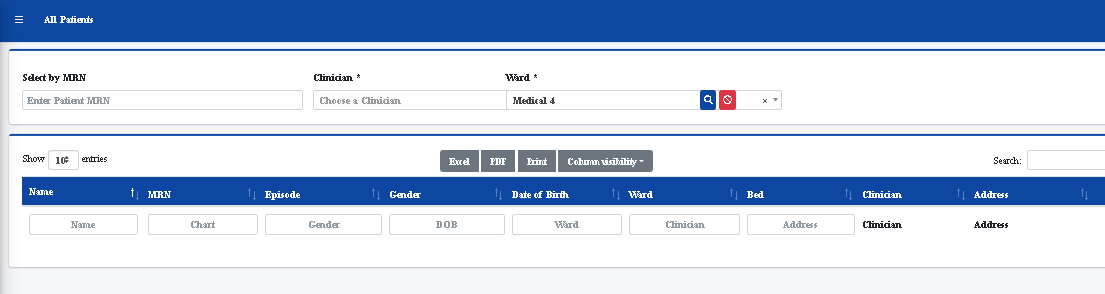 All Patients
Select by MRN Clinician * Ward *
Enter Patient MRN Choose a Clinician Medical 4 ×
Show 10 entries Excel PDF Print Column visibility Search:
Name MRN Episode Gender Date of Birth Ward Bed Clinician Address
Name Chart Gender DOB Ward Clinician Address Clinician Address